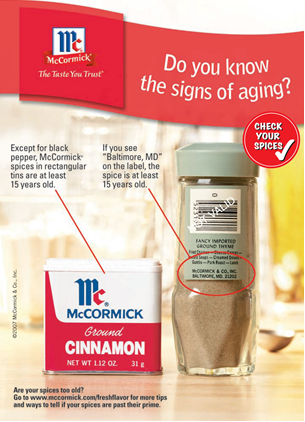 Mc
McCormick®
The Taste You Trust®
Do you know
the signs of aging?
CHECK
YOUR
SPICES
Except for black
pepper, McCormick®
spices in rectangular
tins are at least
15 years old.
If you see
"Baltimore, MD"
on the label, the
spice is at least
15 years old.
VALID
FANCY IMPORTED
GROUND THYME
McCORMICK & CO., INC.
BALTIMORE, MD. 21202
Mc®
McCORMICK
Ground
CINNAMON
NET WT 1.12 OZ. 31 g
©2007 McCormick & Co., Inc.
Are your spices too old?
Go to www.mccormick.com/freshflavor for more tips
and ways to tell if your spices are past their prime.